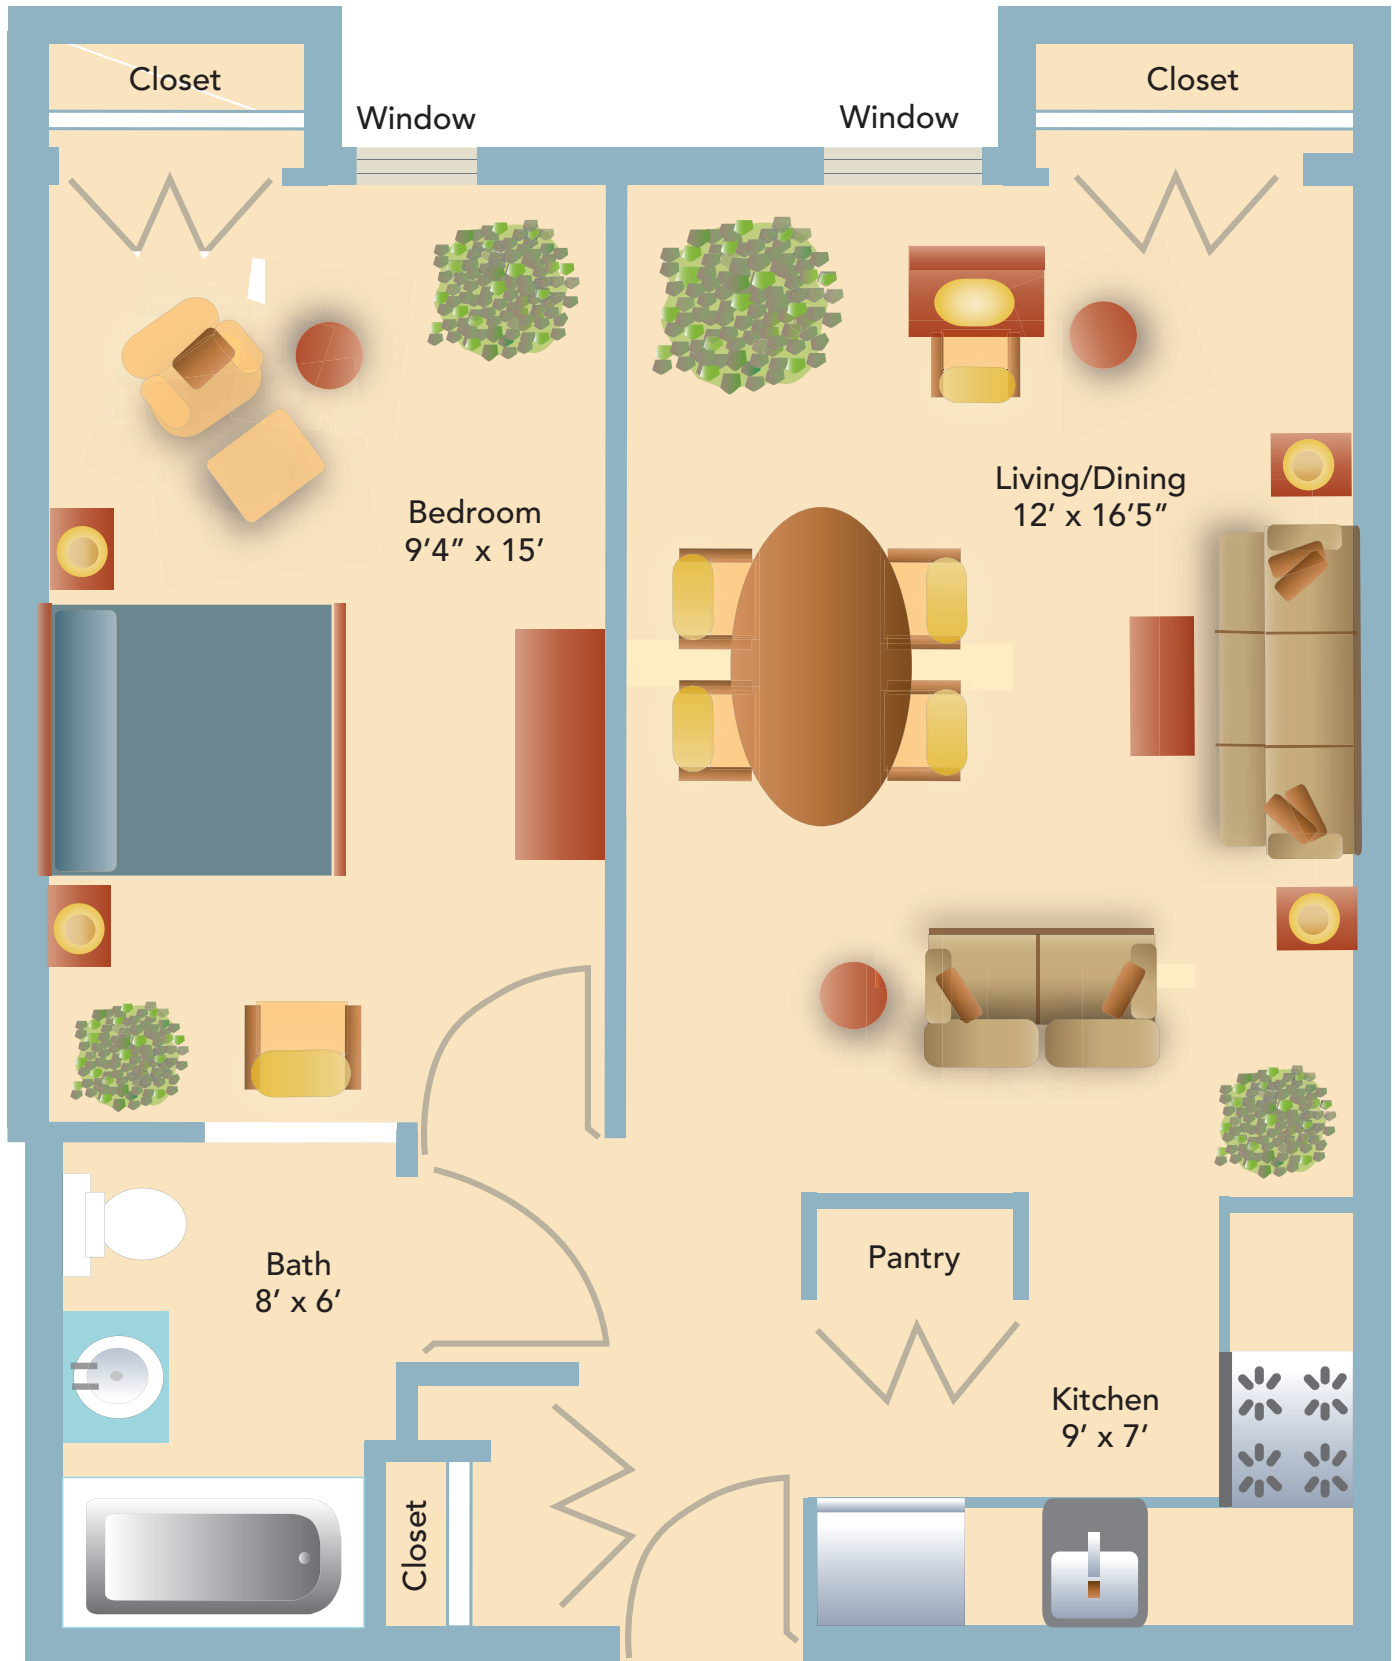 Closet
Closet
Window
Window
Living/Dining
12’ x 16’5”
Bedroom
9’4” x 15’
Pantry
Bath
8’ x 6’
Kitchen
9’ x 7’
Closet